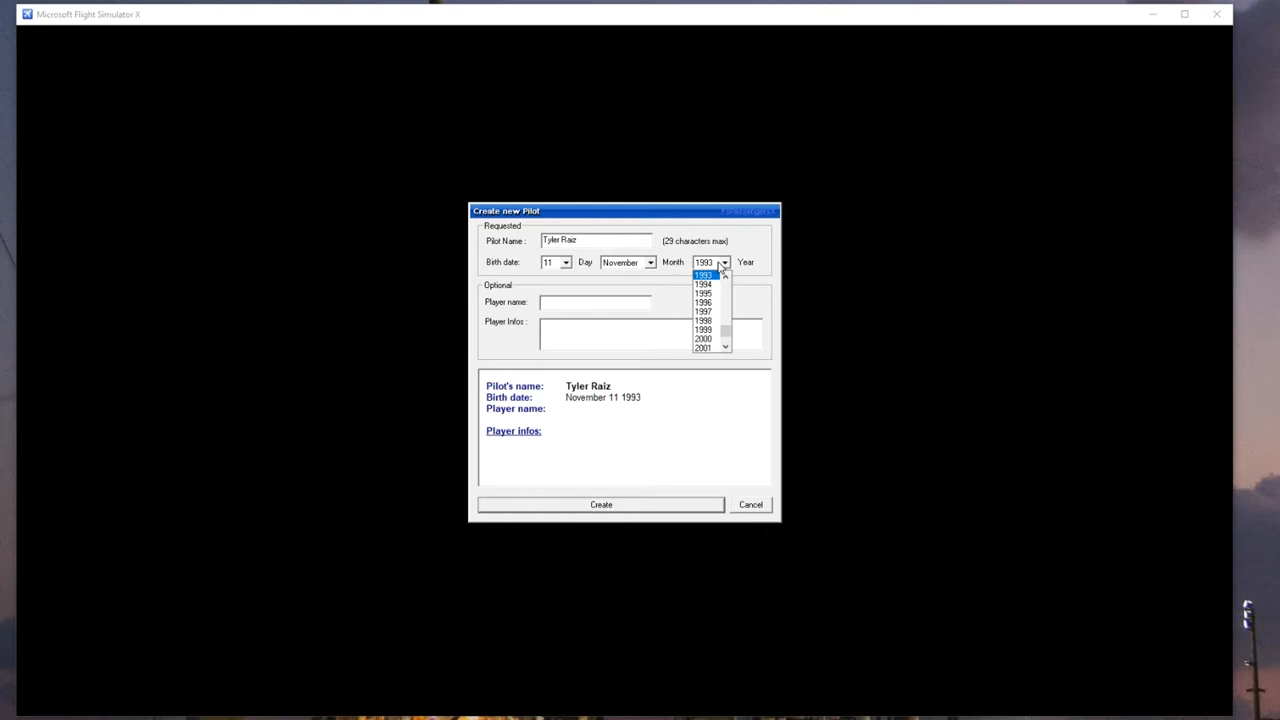 Microsoft Flight Simulator X
Create new Pilot
FsPassengersX
Requested
Pilot Name :
Tyler Raiz
(29 characters max)
Birth date:
11
Day
November
Month
1993
Year
1993
1994
1995
1996
1997
1998
1999
2000
2001
Optional
Player name:
Player Infos :
Pilot's name: Tyler Raiz
Birth date: November 11 1993
Player name:
Player infos:
Create
Cancel